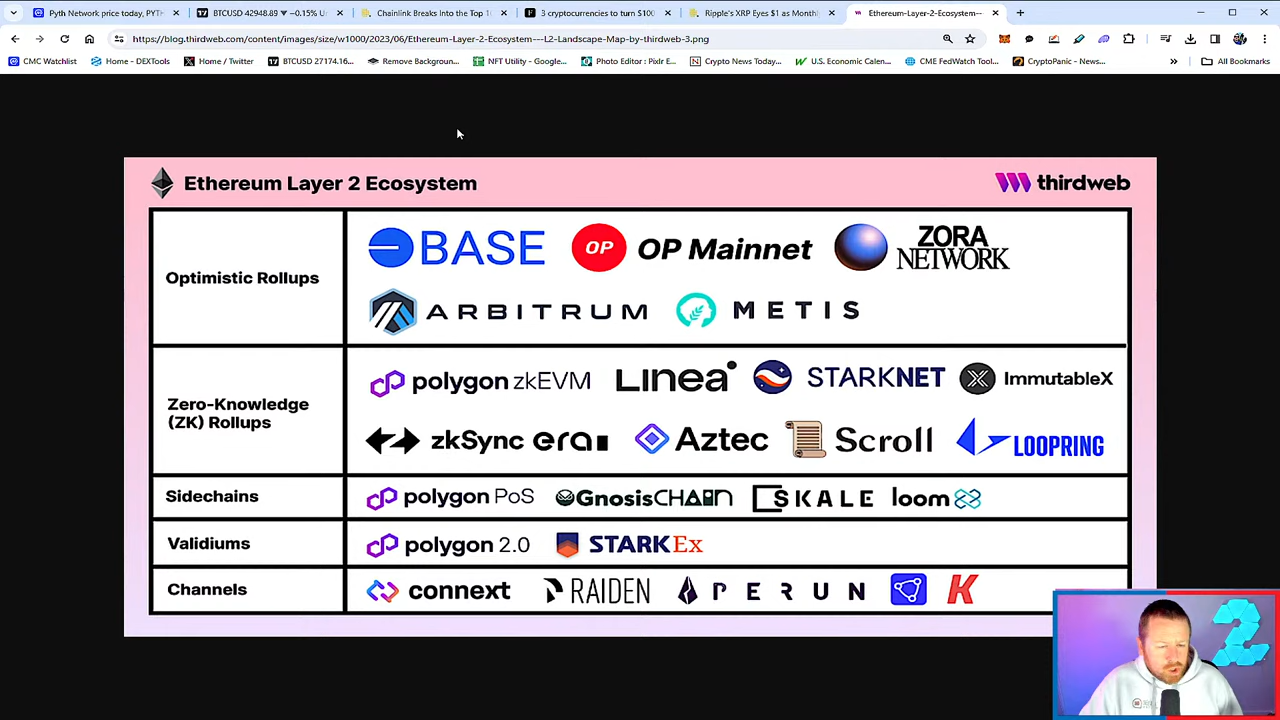 Pyth Network price today, PYTH
BTCUSD 42948.89 ▼ −0.15% U
Chainlink Breaks Into the Top 1
3 cryptocurrencies to turn $100
Ripple's XRP Eyes $1 as Monthl
Ethereum-Layer-2-Ecosystem---
https://blog.thirdweb.com/content/images/size/w1000/2023/06/Ethereum-Layer-2-Ecosystem---L2-Landscape-Map-by-thirdweb-3.png
CMC Watchlist
Home - DEXTools
Home / Twitter
BTCUSD 27174.16...
Remove Backgroun...
NFT Utility - Google...
Photo Editor : Pixlr E...
Crypto News Today...
U.S. Economic Calen...
CME FedWatch Tool...
CryptoPanic - News...
All Bookmarks
Ethereum Layer 2 Ecosystem
thirdweb
Optimistic Rollups
BASE
OP
OP Mainnet
ZORA
NETWORK
ARBITRUM
METIS
Zero-Knowledge
(ZK) Rollups
polygon zkEVM
Linea
STARKNET
ImmutableX
zkSync era
Aztec
Scroll
LOOPRING
Sidechains
polygon PoS
GnosisCHAIN
SKALE
loom
Validiums
polygon 2.0
STARKEx
Channels
connext
RAIDEN
PERUN
K
2